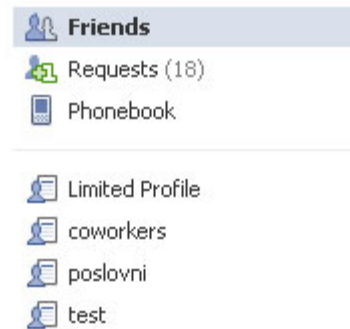 Friends
Requests (18)
Phonebook
Limited Profile
coworkers
poslovni
test